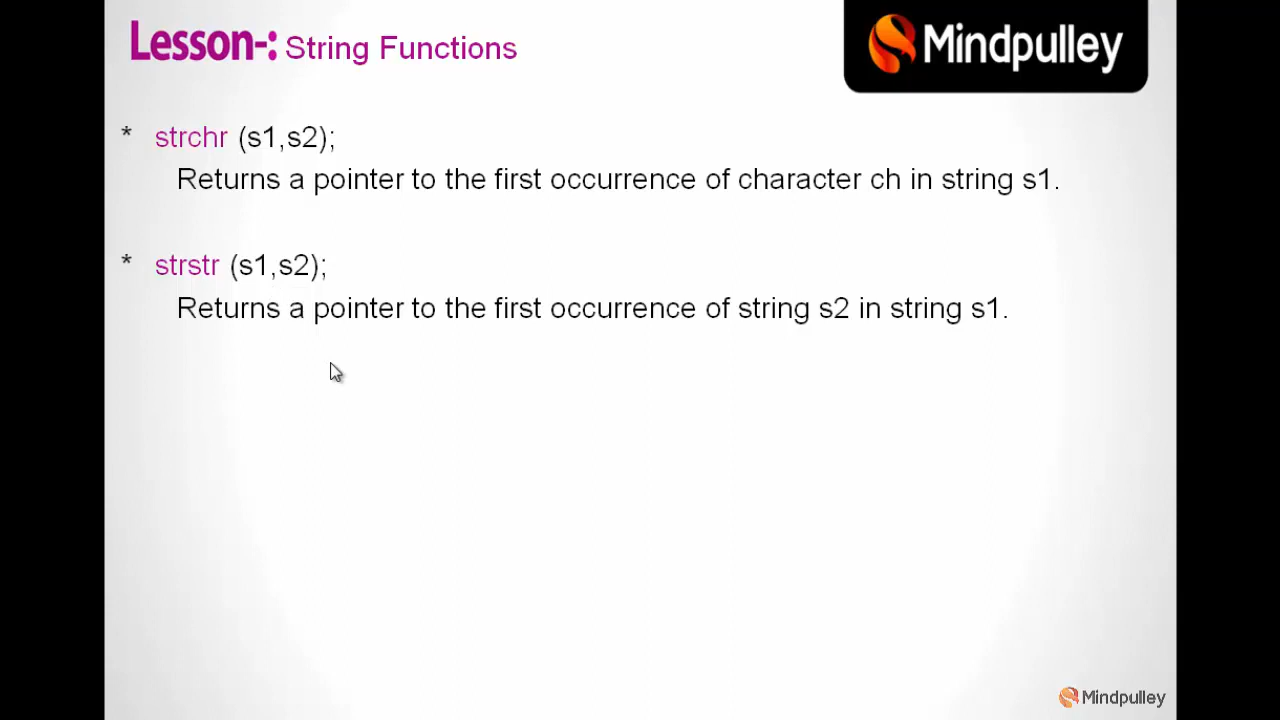 Lesson-: String Functions
Mindpulley
* strchr (s1,s2);
Returns a pointer to the first occurrence of character ch in string s1.
* strstr (s1,s2);
Returns a pointer to the first occurrence of string s2 in string s1.
Mindpulley